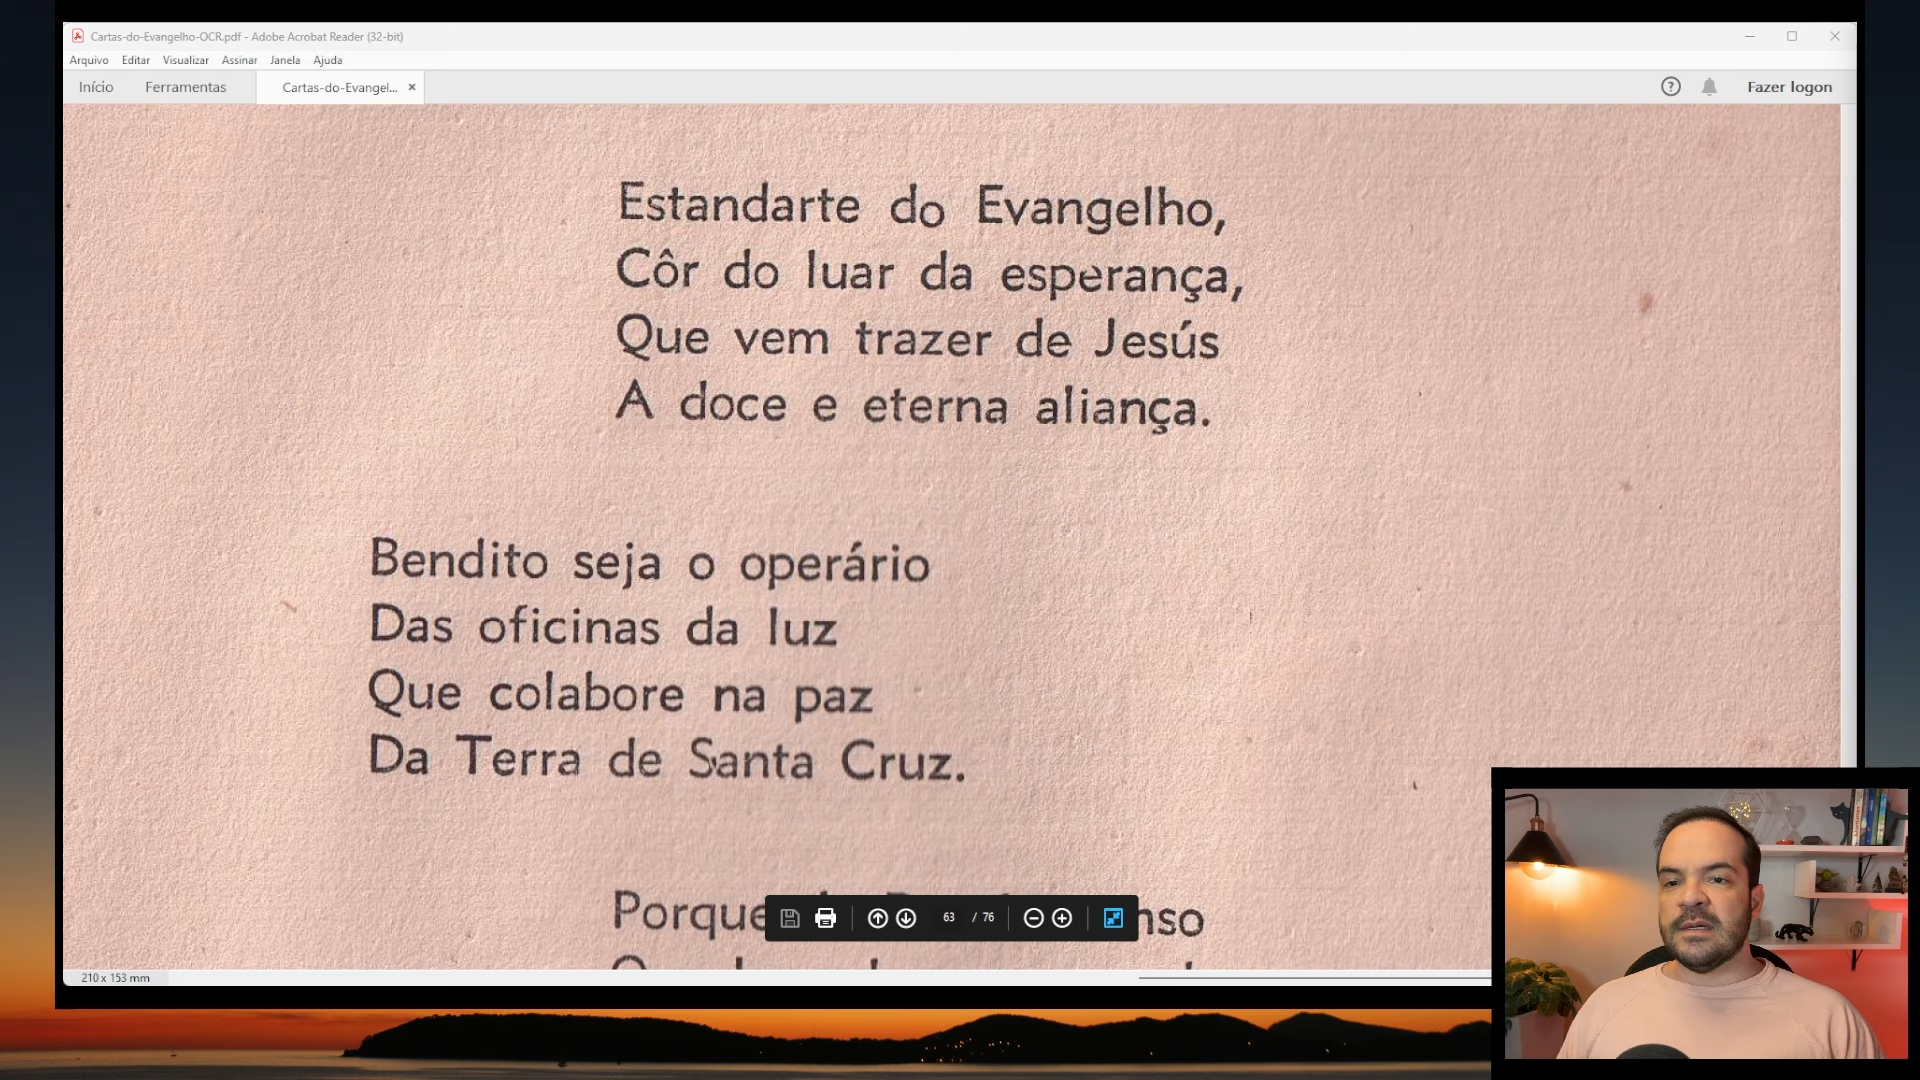 Cartas-do-Evangelho-OCR.pdf - Adobe Acrobat Reader (32-bit)
Arquivo Editar Visualizar Assinar Janela Ajuda
Início Ferramentas Cartas-do-Evangel... Fazer logon
Estandarte do Evangelho,
Côr do luar da esperança,
Que vem trazer de Jesús
A doce e eterna aliança.
Bendito seja o operário
Das oficinas da luz
Que colabore na paz
Da Terra de Santa Cruz.
Porque
63 / 76
210 x 153 mm